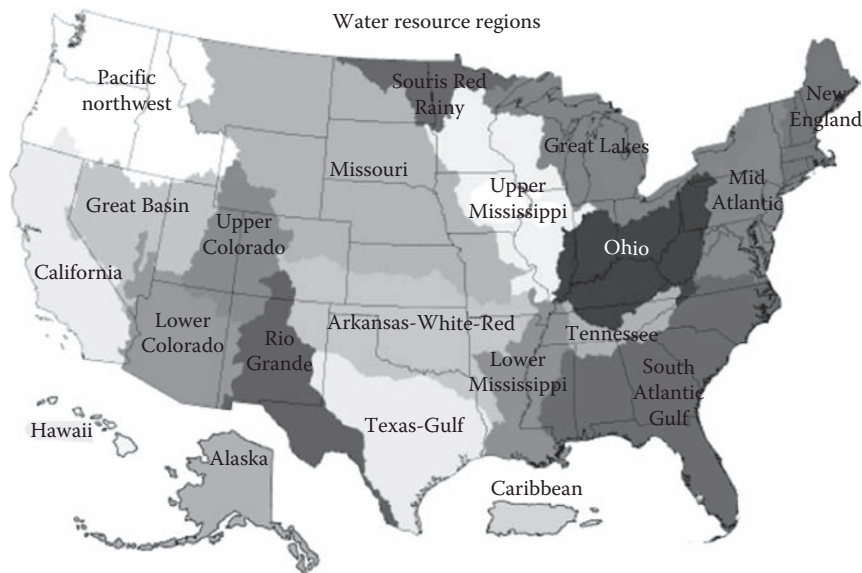 Water resource regions
Pacific
northwest
Souris Red
Rainy
New
England
Great Lakes
Missouri
Mid
Atlantic
Great Basin
Upper
Mississippi
Upper
Colorado
Ohio
California
Lower
Colorado
Arkansas-White-Red
Tennessee
Rio
Grande
Lower
Mississippi
South
Atlantic
Gulf
Texas-Gulf
Hawaii
Alaska
Caribbean